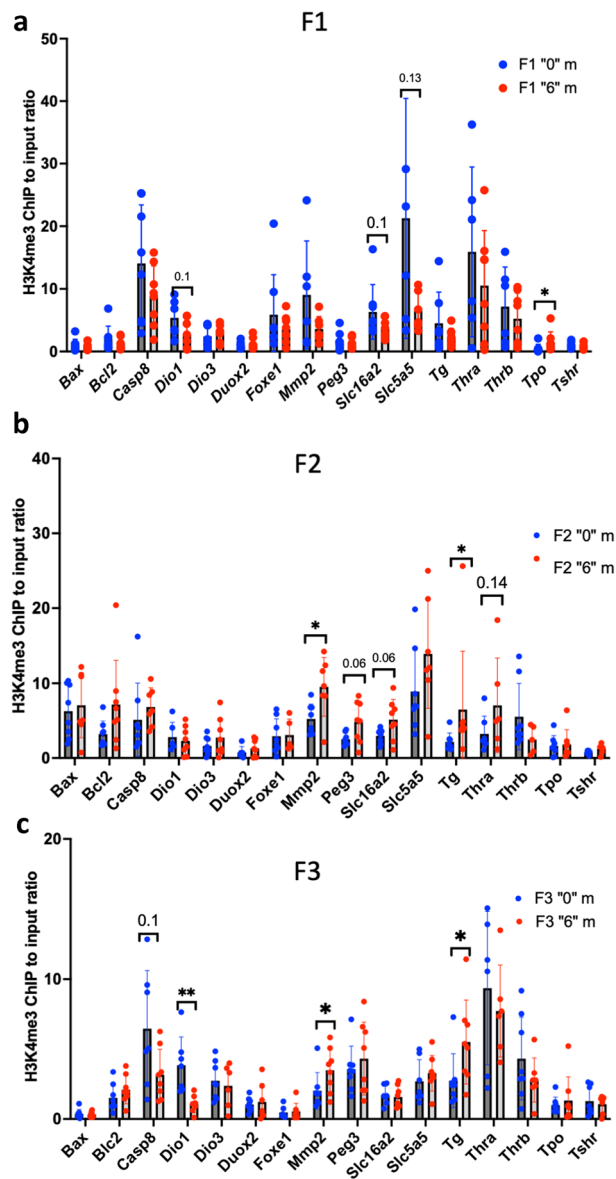 a
F1
H3K4me3 ChIP to input ratio
50
40
30
20
10
0
F1 "0" m
F1 "6" m
0.1
0.1
0.13
*
Bax
Bcl2
Casp8
Dio1
Dio3
Duox2
Foxe1
Mmp2
Peg3
Slc16a2
Slc5a5
Tg
Thra
Thrb
Tpo
Tshr
b
F2
H3K4me3 ChIP to input ratio
40
30
20
10
0
F2 "0" m
F2 "6" m
*
0.06
0.06
*
0.14
Bax
Bcl2
Casp8
Dio1
Dio3
Duox2
Foxe1
Mmp2
Peg3
Slc16a2
Slc5a5
Tg
Thra
Thrb
Tpo
Tshr
c
F3
H3K4me3 ChIP to input ratio
20
10
0
F3 "0" m
F3 "6" m
0.1
**
*
*
Bax
Blc2
Casp8
Dio1
Dio3
Duox2
Foxe1
Mmp2
Peg3
Slc16a2
Slc5a5
Tg
Thra
Thrb
Tpo
Tshr